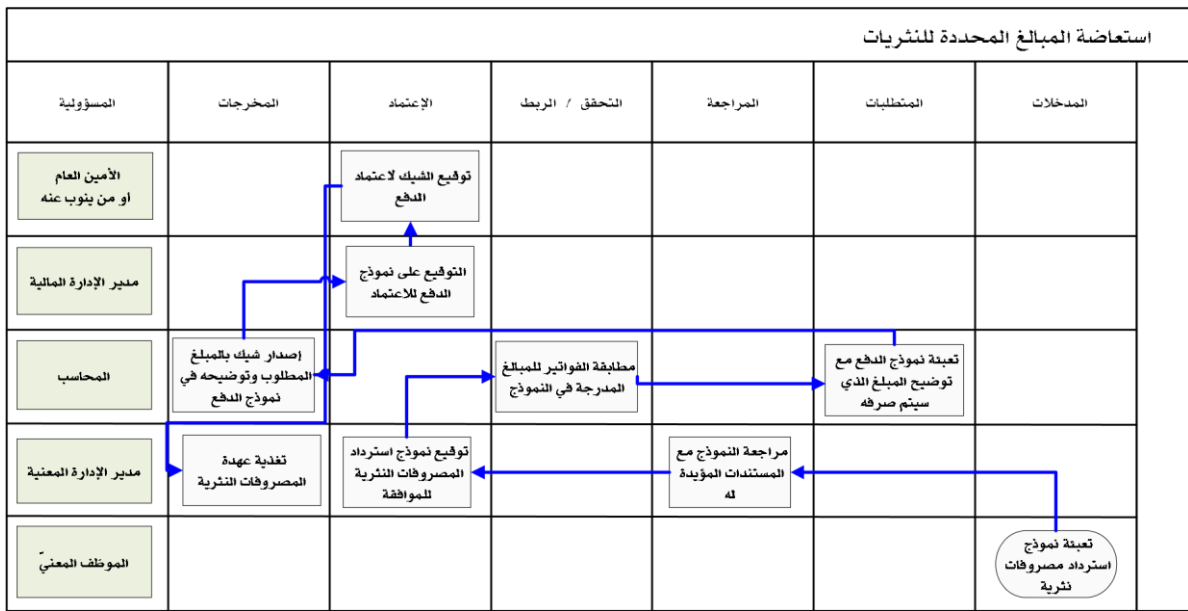 استعاضة المبالغ المحددة للنثريات
المدخلات
المتطلبات
المراجعة
التحقق / الربط
الإعتماد
المخرجات
المسؤولية
توقيع الشيك لاعتماد
الدفع
الأمين العام
او من ينوب عنه
التوقيع على نموذج
الدفع للاعتماد
مدير الإدارة المالية
تعبئة نموذج الدفع مع
توضيح المبلغ الذي
سيتم صرفه
مطابقة الفواتير للمبالغ
المدرجة في النموذج
إصدار شيك بالمبلغ
المطلوب وتوضيحه في
نموذج الدفع
المحاسب
مراجعة النموذج مع
المستندات المؤيدة
له
توقيع نموذج استرداد
المصروفات النثرية
للموافقة
تغذية عهدة
المصروفات النثرية
مدير الإدارة المعنية
تعبئة نموذج
استرداد مصروفات
نثرية
الموظف المعنيّ